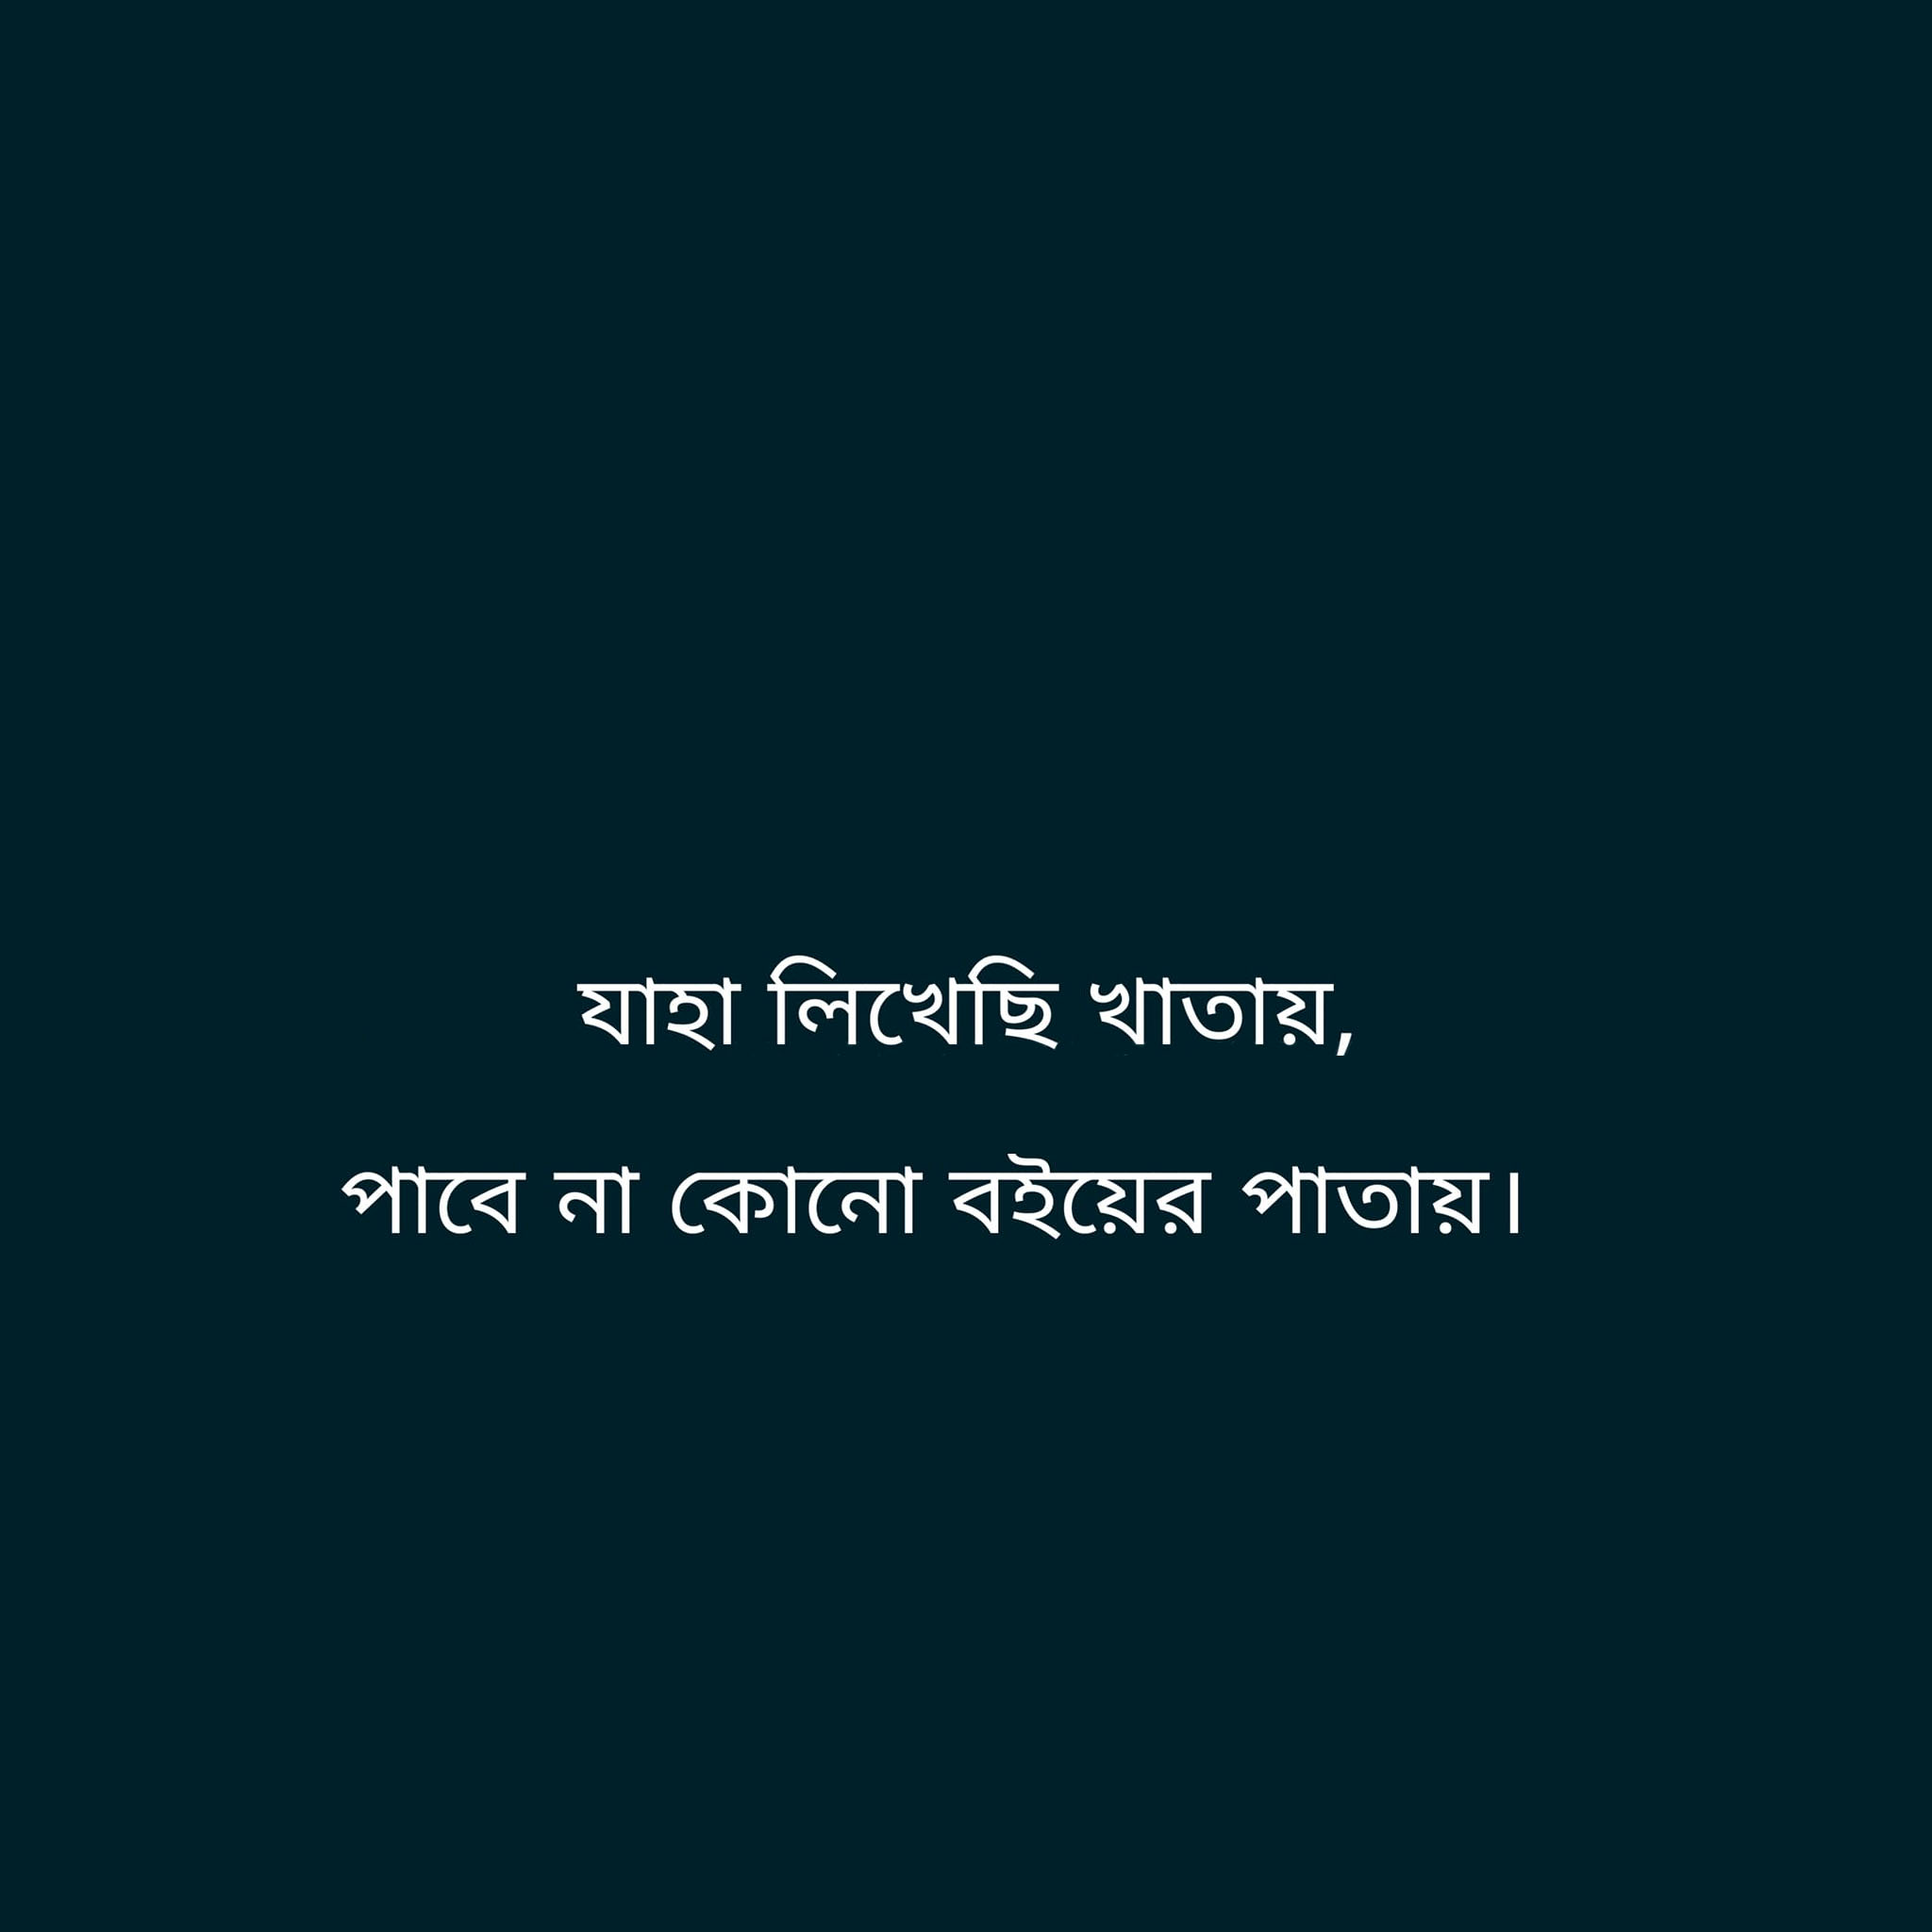 যাহা লিখেছি খাতায়,
পাবে না কোনো বইয়ের পাতায়।